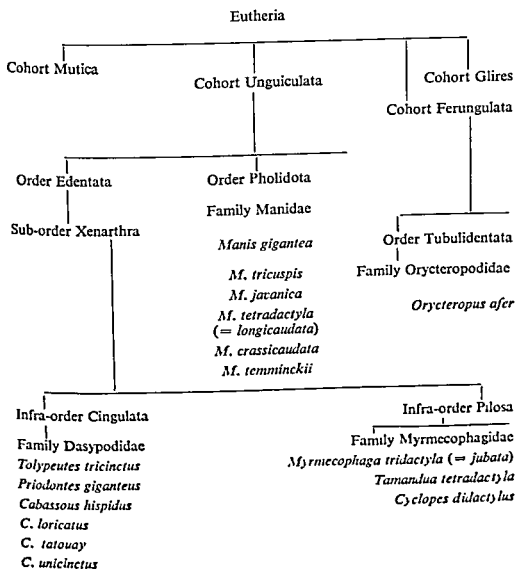 Eutheria
Cohort Mutica
Cohort Unguiculata
Cohort Glires
Cohort Ferungulata
Order Edentata
Order Pholidota
Sub-order Xenarthra
Family Manidae
Manis gigantea
M. tricuspis
M. javanica
M. tetradactyla
(= longicaudata)
M. crassicaudata
M. temminckii
Order Tubulidentata
Family Orycteropodidae
Orycteropus afer
Infra-order Cingulata
Family Dasypodidae
Tolypeutes tricinctus
Priodontes giganteus
Cabassous hispidus
C. loricatus
C. tatouay
C. unicinctus
Infra-order Pilosa
Family Myrmecophagidae
Myrmecophaga tridactyla (= jubata)
Tamandua tetradactyla
Cyclopes didactylus